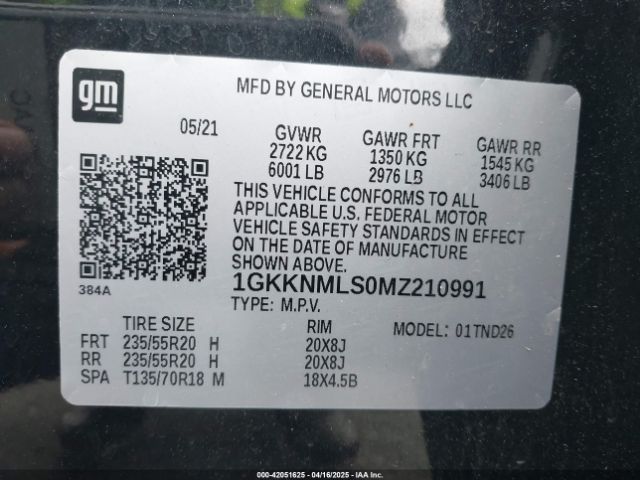 gm
MFD BY GENERAL MOTORS LLC
05/21
GVWR GAWR FRT GAWR RR
2722 KG 1350 KG 1545 KG
6001 LB 2976 LB 3406 LB
THIS VEHICLE CONFORMS TO ALL
APPLICABLE U.S. FEDERAL MOTOR
VEHICLE SAFETY STANDARDS IN EFFECT
ON THE DATE OF MANUFACTURE
SHOWN ABOVE.
384A
1GKKNMLS0MZ210991
TYPE: M.P.V.
TIRE SIZE RIM MODEL: 01TND26
FRT 235/55R20 H 20X8J
RR 235/55R20 H 20X8J
SPA T135/70R18 M 18X4.5B
000-42051625 - 04/16/2025 - IAA Inc.